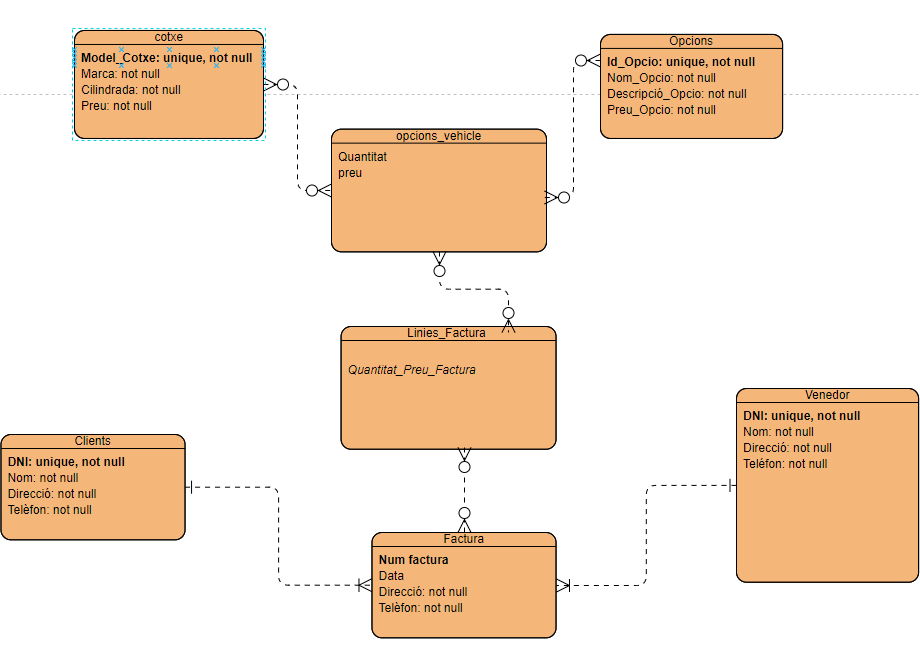 cotxe
Model_Cotxe: unique, not null
Marca: not null
Cilindrada: not null
Preu: not null
Opcions
Id_Opcio: unique, not null
Nom_Opcio: not null
Descripció_Opcio: not null
Preu_Opcio: not null
opcions_vehicle
Quantitat
preu
Linies_Factura
Quantitat_Preu_Factura
Venedor
DNI: unique, not null
Nom: not null
Direcció: not null
Telèfon: not null
Clients
DNI: unique, not null
Nom: not null
Direcció: not null
Telèfon: not null
Factura
Num factura
Data
Direcció: not null
Telèfon: not null